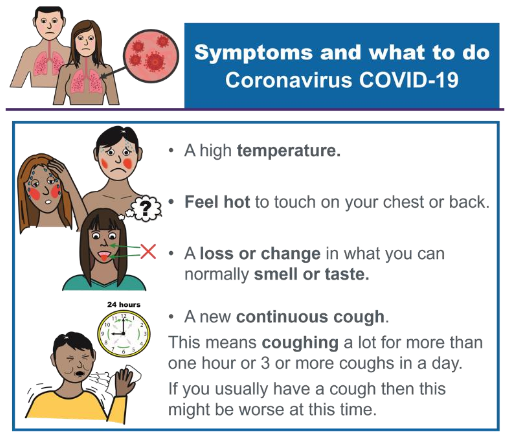 Symptoms and what to do
Coronavirus COVID-19
• A high temperature.
• Feel hot to touch on your chest or back.
?
• A loss or change in what you can
normally smell or taste.
24 hours
• A new continuous cough.
This means coughing a lot for more than
one hour or 3 or more coughs in a day.
If you usually have a cough then this
might be worse at this time.